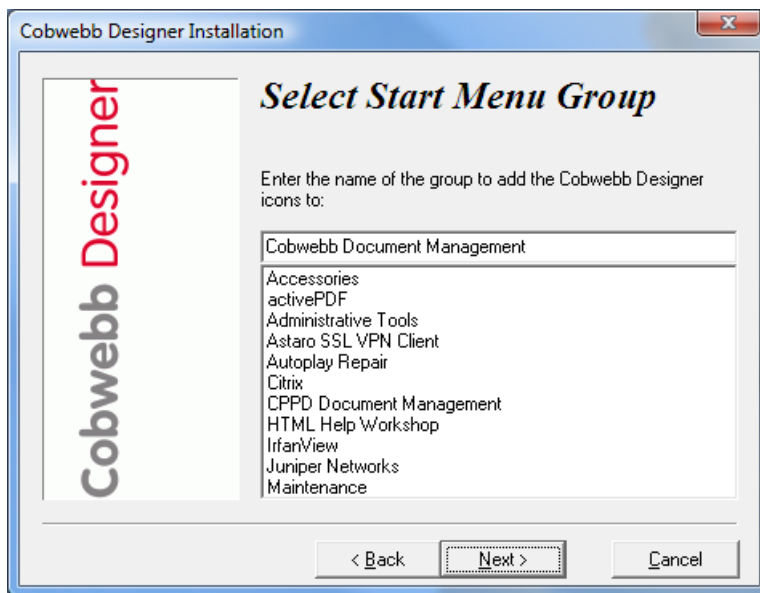 Cobwebb Designer Installation
Cobwebb Designer
Select Start Menu Group
Enter the name of the group to add the Cobwebb Designer
icons to:
Cobwebb Document Management
Accessories
activePDF
Administrative Tools
Astaro SSL VPN Client
Autoplay Repair
Citrix
CPPD Document Management
HTML Help Workshop
IrfanView
Juniper Networks
Maintenance
< Back Next > Cancel